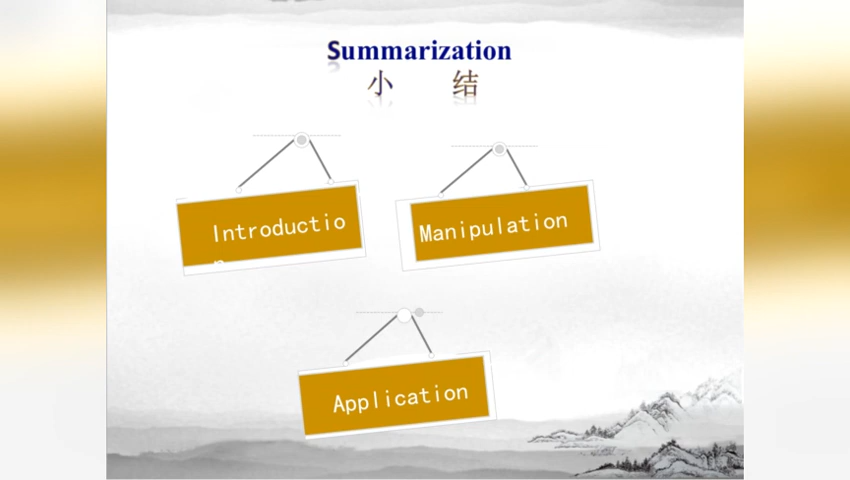 Summarization
小 结
Introductio
n
Manipulation
Application